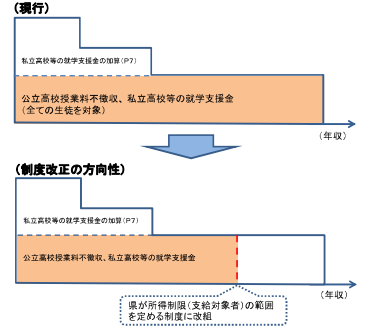 (現行)
私立高校等の就学支援金の加算(P7)
公立高校授業料不徴収、私立高校等の就学支援金
(全ての生徒を対象)
(年収)
(制度改正の方向性)
私立高校等の就学支援金の加算(P7)
公立高校授業料不徴収、私立高校等の就学支援金
(年収)
県が所得制限(支給対象者)の範囲
を定める制度に改組